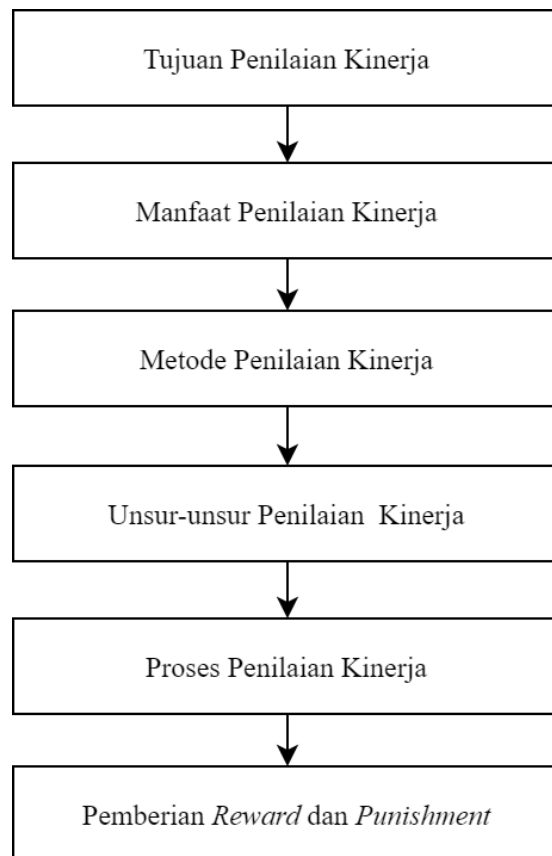 Tujuan Penilaian Kinerja
Manfaat Penilaian Kinerja
Metode Penilaian Kinerja
Unsur-unsur Penilaian  Kinerja
Proses Penilaian Kinerja
Pemberian Reward dan Punishment